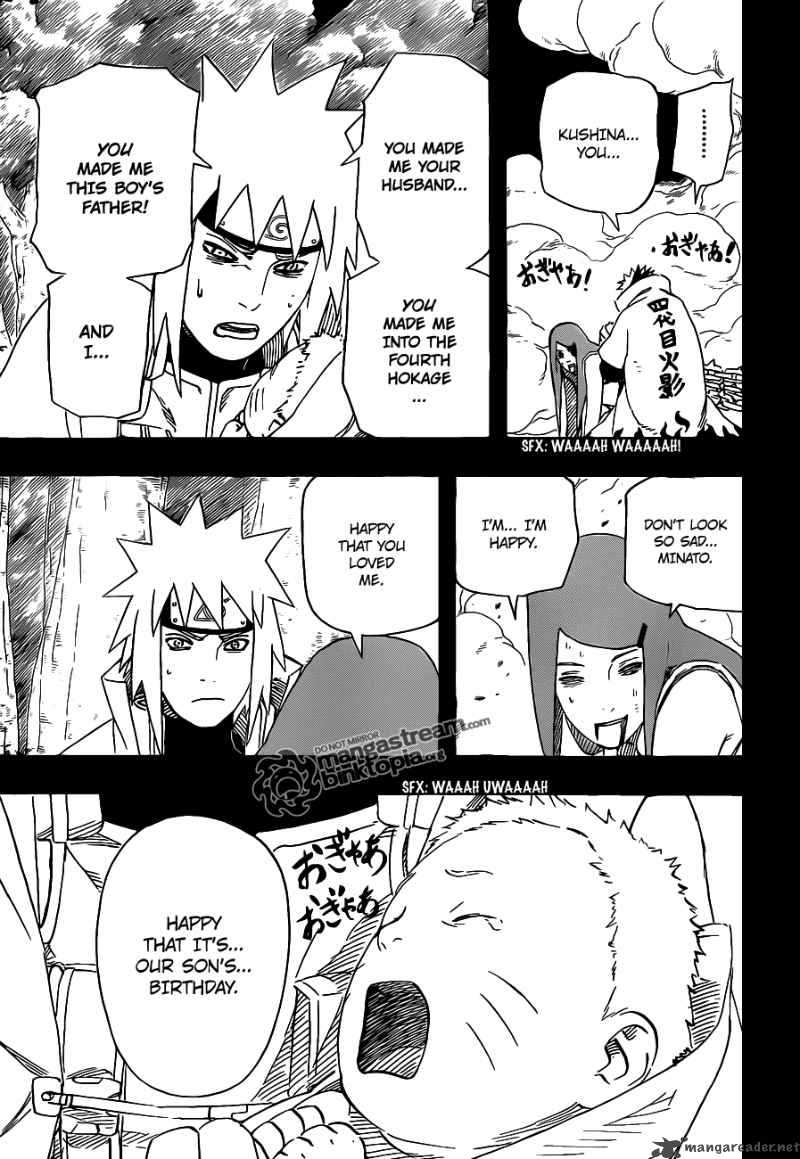 .........
KUSHINA...
YOU...
おぎゃあ!
おぎゃあ!
四代目火影
SFX: WAAAAH WAAAAAH!
YOU MADE
ME YOUR
HUSBAND...
YOU
MADE ME
INTO THE
FOURTH
HOKAGE
...
YOU
MADE ME
THIS BOY'S
FATHER!
AND
I...
DON'T LOOK
SO SAD...
MINATO.
I'M... I'M
HAPPY.
HAPPY
THAT YOU
LOVED
ME.
DO NOT MIRROR
mangastream.com
binktopia.org
SFX: WAAAH UWAAAAH
おぎゃあ
おぎゃあ
HAPPY
THAT IT'S...
OUR SON'S...
BIRTHDAY.
mangareader.net